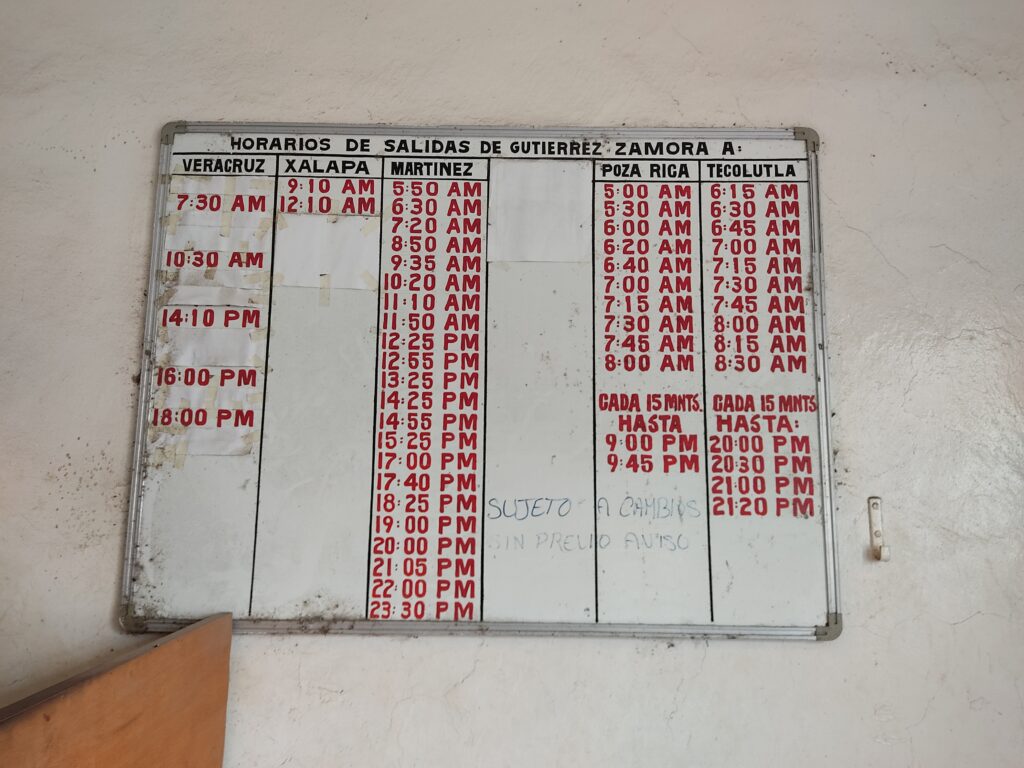 HORARIOS DE SALIDAS DE GUTIERREZ ZAMORA A:
VERACRUZ
7:30 AM
10:30 AM
14:10 PM
16:00 PM
18:00 PM
XALAPA
9:10 AM
12:10 AM
MARTINEZ
5:50 AM
6:30 AM
7:20 AM
8:50 AM
9:35 AM
10:20 AM
11:10 AM
11:50 AM
12:25 PM
12:55 PM
13:25 PM
14:25 PM
14:55 PM
15:25 PM
17:00 PM
17:40 PM
18:25 PM
19:00 PM
20:00 PM
21:05 PM
22:00 PM
23:30 PM
POZA RICA
5:00 AM
5:30 AM
6:00 AM
6:20 AM
6:40 AM
7:00 AM
7:15 AM
7:30 AM
7:45 AM
8:00 AM
CADA 15 MNTS.
HASTA
9:00 PM
9:45 PM
TECOLUTLA
6:15 AM
6:30 AM
6:45 AM
7:00 AM
7:15 AM
7:30 AM
7:45 AM
8:00 AM
8:15 AM
8:30 AM
CADA 15 MNTS
HASTA:
20:00 PM
20:30 PM
21:00 PM
21:20 PM
SUJETO A CAMBIOS
SIN PREVIO AVISO